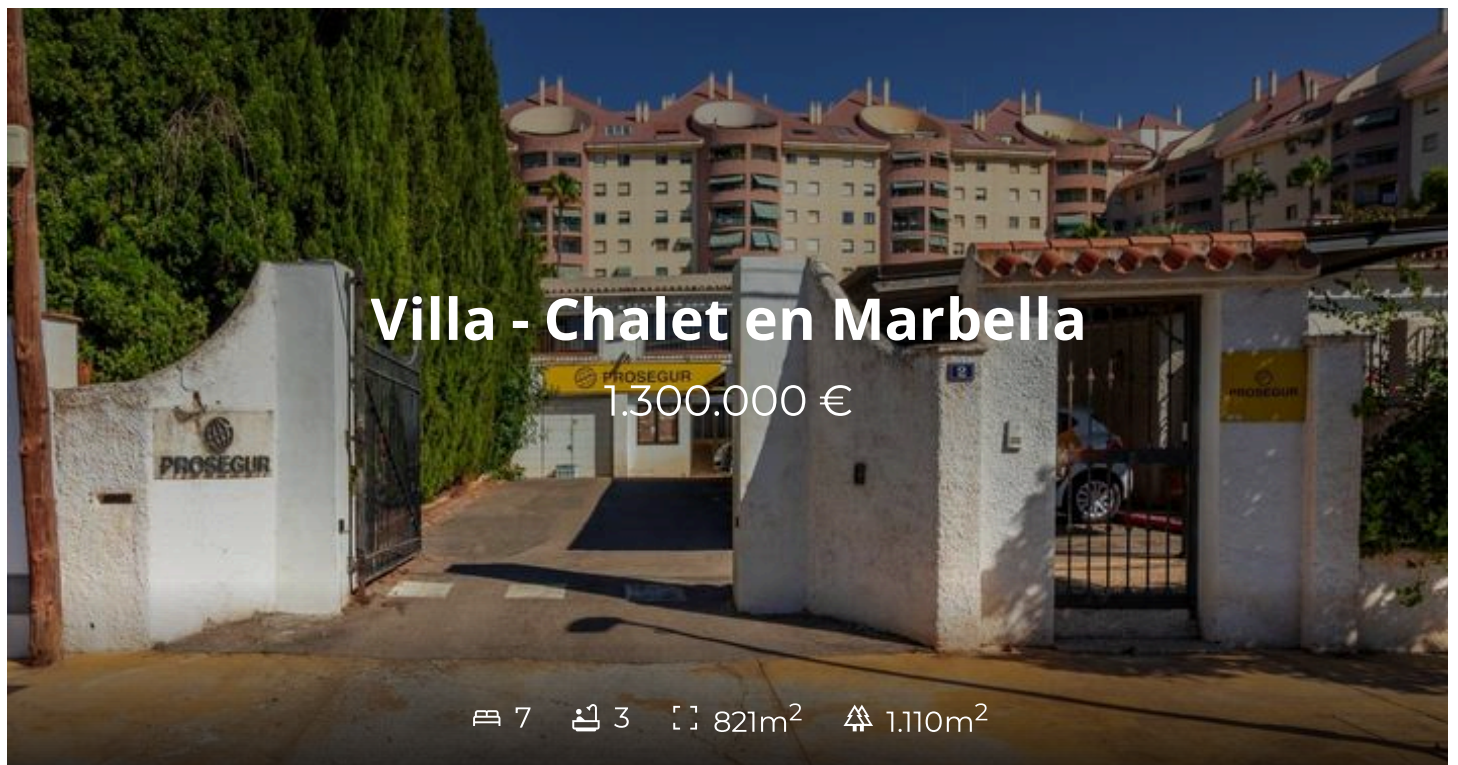 Villa - Chalet en Marbella
PROSEGUR
1.300.000 €
2
PROSEGUR
PROSEGUR
7 3 821m² 1.110m²